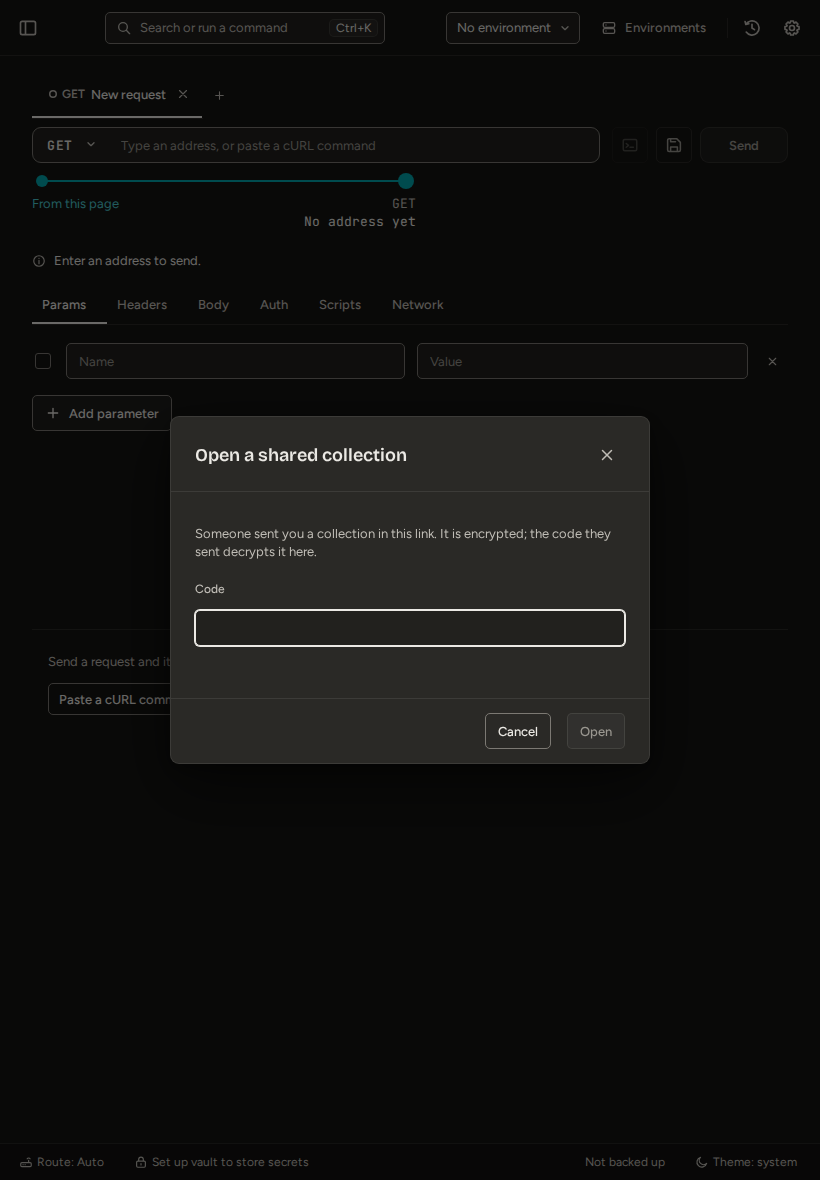 Search or run a command Ctrl+K No environment Environments
GET New request
GET Type an address, or paste a cURL command Send
From this page GET
No address yet
Enter an address to send.
Params Headers Body Auth Scripts Network
Name Value
Add parameter
Open a shared collection
Someone sent you a collection in this link. It is encrypted; the code they
sent decrypts it here.
Code
Send a request and it
Paste a cURL
Cancel Open
Route: Auto Set up vault to store secrets Not backed up Theme: system